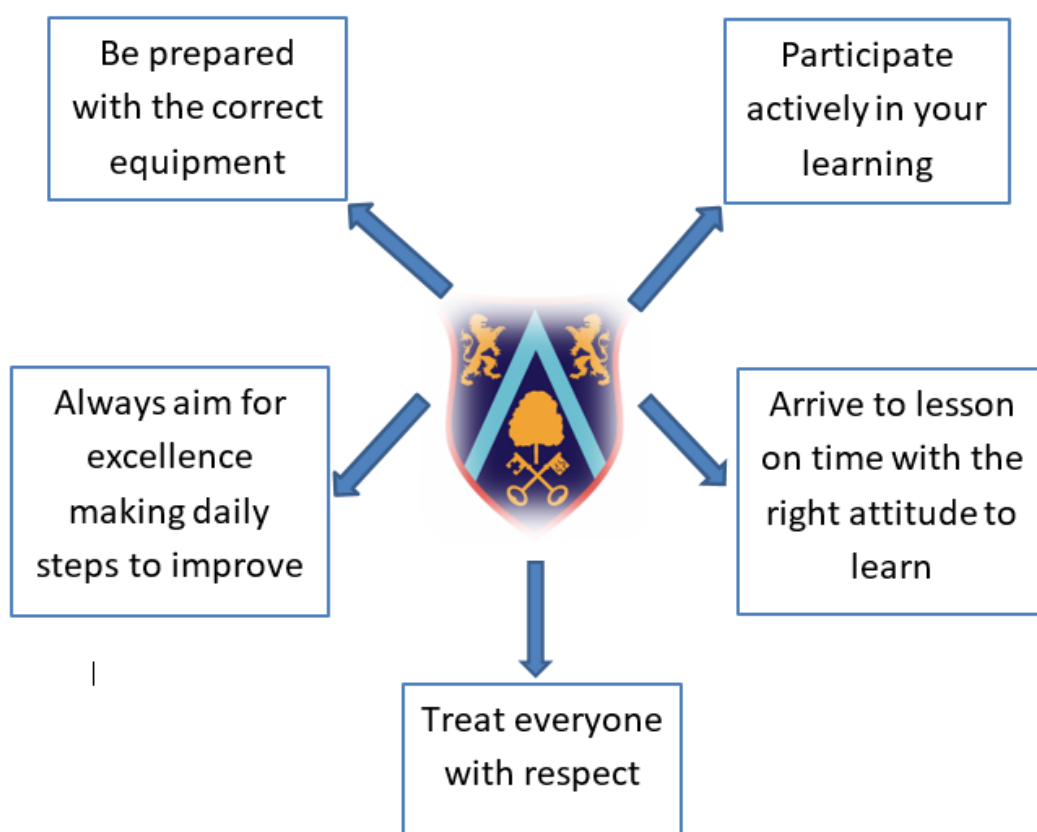 Be prepared
with the correct
equipment
Participate
actively in your
learning
Always aim for
excellence
making daily
steps to improve
Arrive to lesson
on time with the
right attitude to
learn
Treat everyone
with respect